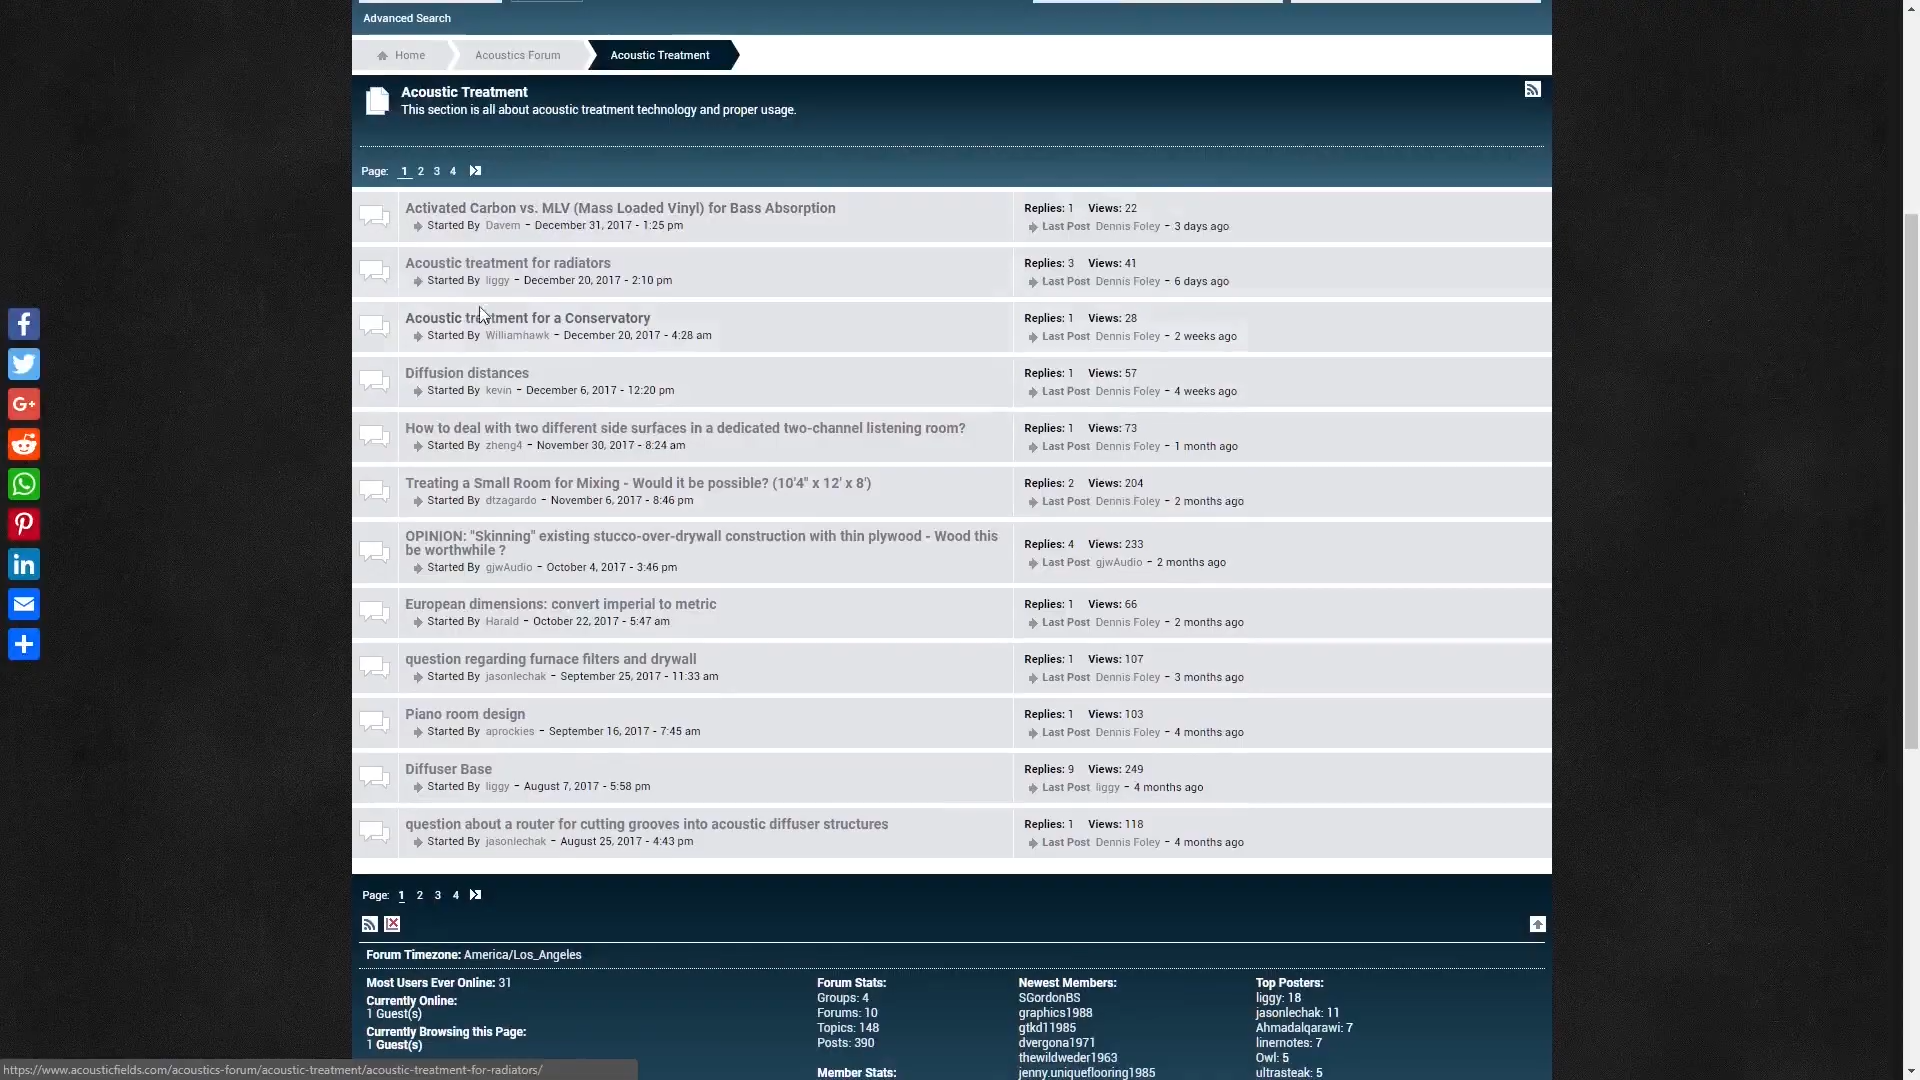 Advanced Search
Home
Acoustics Forum
Acoustic Treatment
Acoustic Treatment
This section is all about acoustic treatment technology and proper usage.
Page: 1 2 3 4
Activated Carbon vs. MLV (Mass Loaded Vinyl) for Bass Absorption
Started By Davem - December 31, 2017 - 1:25 pm
Replies: 1 Views: 22
Last Post Dennis Foley - 3 days ago
Acoustic treatment for radiators
Started By liggy - December 20, 2017 - 2:10 pm
Replies: 3 Views: 41
Last Post Dennis Foley - 6 days ago
Acoustic treatment for a Conservatory
Started By Williamhawk - December 20, 2017 - 4:28 am
Replies: 1 Views: 28
Last Post Dennis Foley - 2 weeks ago
Diffusion distances
Started By kevin - December 6, 2017 - 12:20 pm
Replies: 1 Views: 57
Last Post Dennis Foley - 4 weeks ago
How to deal with two different side surfaces in a dedicated two-channel listening room?
Started By zheng4 - November 30, 2017 - 8:24 am
Replies: 1 Views: 73
Last Post Dennis Foley - 1 month ago
Treating a Small Room for Mixing - Would it be possible? (10'4" x 12' x 8')
Started By dtzagardo - November 6, 2017 - 8:46 pm
Replies: 2 Views: 204
Last Post Dennis Foley - 2 months ago
OPINION: "Skinning" existing stucco-over-drywall construction with thin plywood - Wood this
be worthwhile ?
Started By gjwAudio - October 4, 2017 - 3:46 pm
Replies: 4 Views: 233
Last Post gjwAudio - 2 months ago
European dimensions: convert imperial to metric
Started By Harald - October 22, 2017 - 5:47 am
Replies: 1 Views: 66
Last Post Dennis Foley - 2 months ago
question regarding furnace filters and drywall
Started By jasonlechak - September 25, 2017 - 11:33 am
Replies: 1 Views: 107
Last Post Dennis Foley - 3 months ago
Piano room design
Started By aprockies - September 16, 2017 - 7:45 am
Replies: 1 Views: 103
Last Post Dennis Foley - 4 months ago
Diffuser Base
Started By liggy - August 7, 2017 - 5:58 pm
Replies: 9 Views: 249
Last Post liggy - 4 months ago
question about a router for cutting grooves into acoustic diffuser structures
Started By jasonlechak - August 25, 2017 - 4:43 pm
Replies: 1 Views: 118
Last Post Dennis Foley - 4 months ago
Page: 1 2 3 4
Forum Timezone: America/Los_Angeles
Most Users Ever Online: 31
Currently Online:
1 Guest(s)
Currently Browsing this Page:
1 Guest(s)
Forum Stats:
Groups: 4
Forums: 10
Topics: 148
Posts: 390
Member Stats:
Newest Members:
SGordonBS
graphics1988
gtkd11985
dvergona1971
thewildweder1963
jenny.uniqueflooring1985
Top Posters:
liggy: 18
jasonlechak: 11
Ahmadalqarawi: 7
linernotes: 7
Owl: 5
ultrasteak: 5
https://www.acousticfields.com/acoustics-forum/acoustic-treatment/acoustic-treatment-for-radiators/